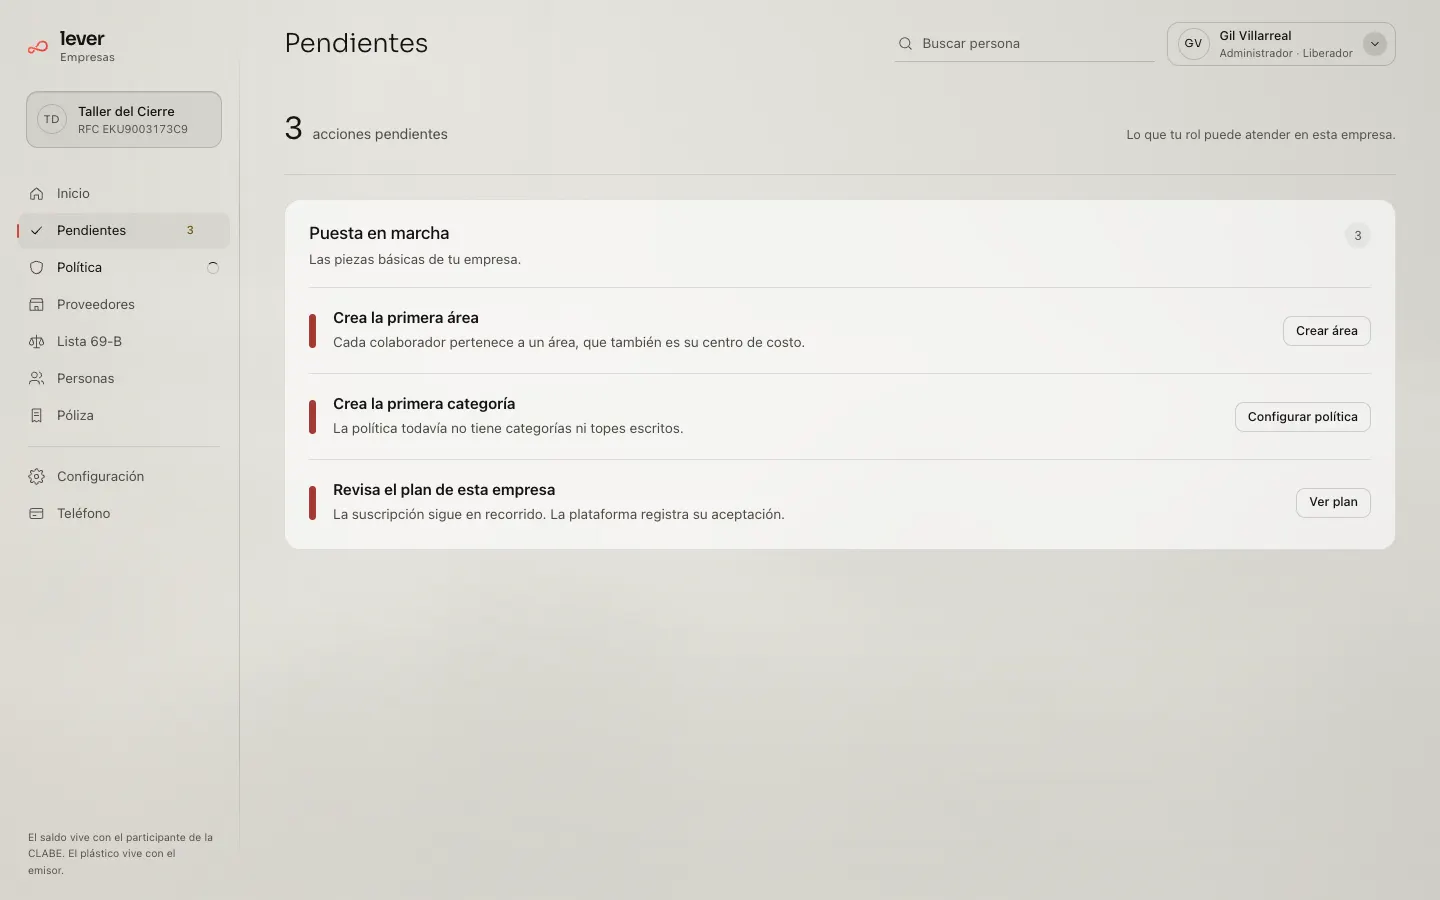 lever
Empresas
TD
Taller del Cierre
RFC EKU9003173C9
Inicio
Pendientes
3
Política
Proveedores
Lista 69-B
Personas
Póliza
Configuración
Teléfono
El saldo vive con el participante de la
CLABE. El plástico vive con el
emisor.
Pendientes
Buscar persona
GV
Gil Villarreal
Administrador · Liberador
3 acciones pendientes
Lo que tu rol puede atender en esta empresa.
Puesta en marcha
3
Las piezas básicas de tu empresa.
Crea la primera área
Cada colaborador pertenece a un área, que también es su centro de costo.
Crear área
Crea la primera categoría
La política todavía no tiene categorías ni topes escritos.
Configurar política
Revisa el plan de esta empresa
La suscripción sigue en recorrido. La plataforma registra su aceptación.
Ver plan